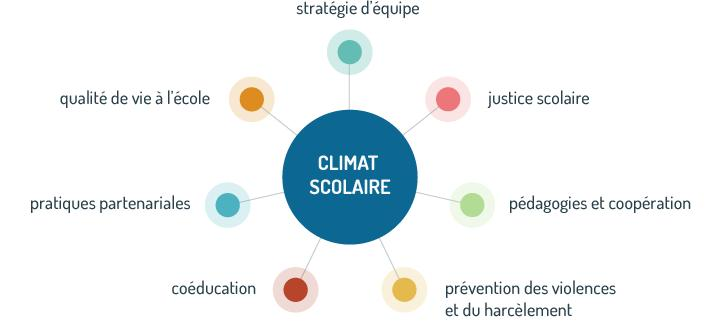 stratégie d'équipe
qualité de vie à l'école
justice scolaire
CLIMAT
SCOLAIRE
pratiques partenariales
pédagogies et coopération
coéducation
prévention des violences
et du harcèlement